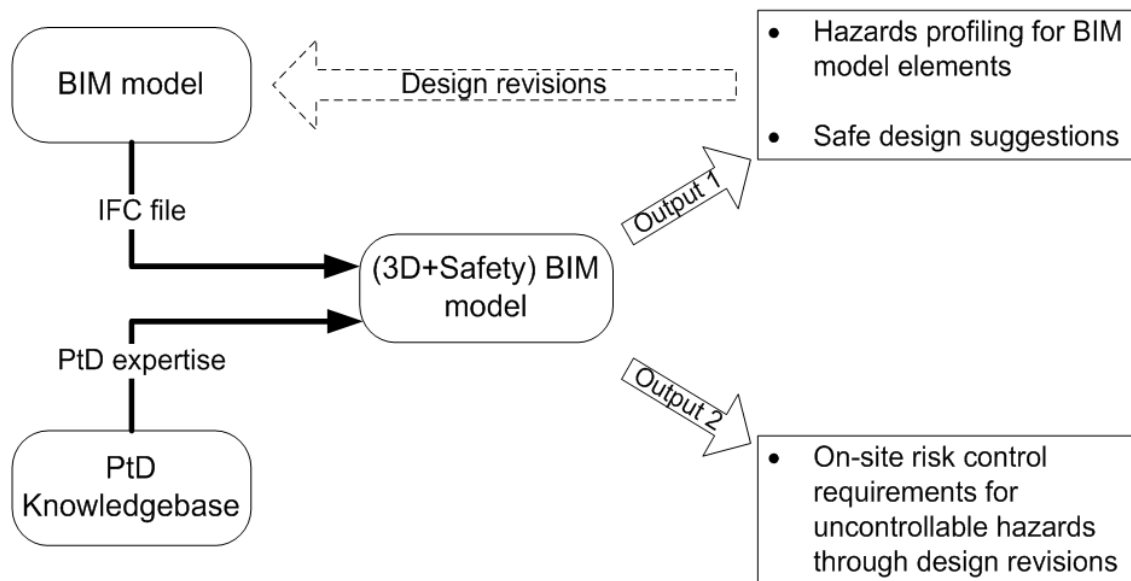 BIM model
Design revisions
• Hazards profiling for BIM
model elements
• Safe design suggestions
IFC file
Output 1
(3D+Safety) BIM
model
PtD expertise
Output 2
PtD
Knowledgebase
• On-site risk control
requirements for
uncontrollable hazards
through design revisions